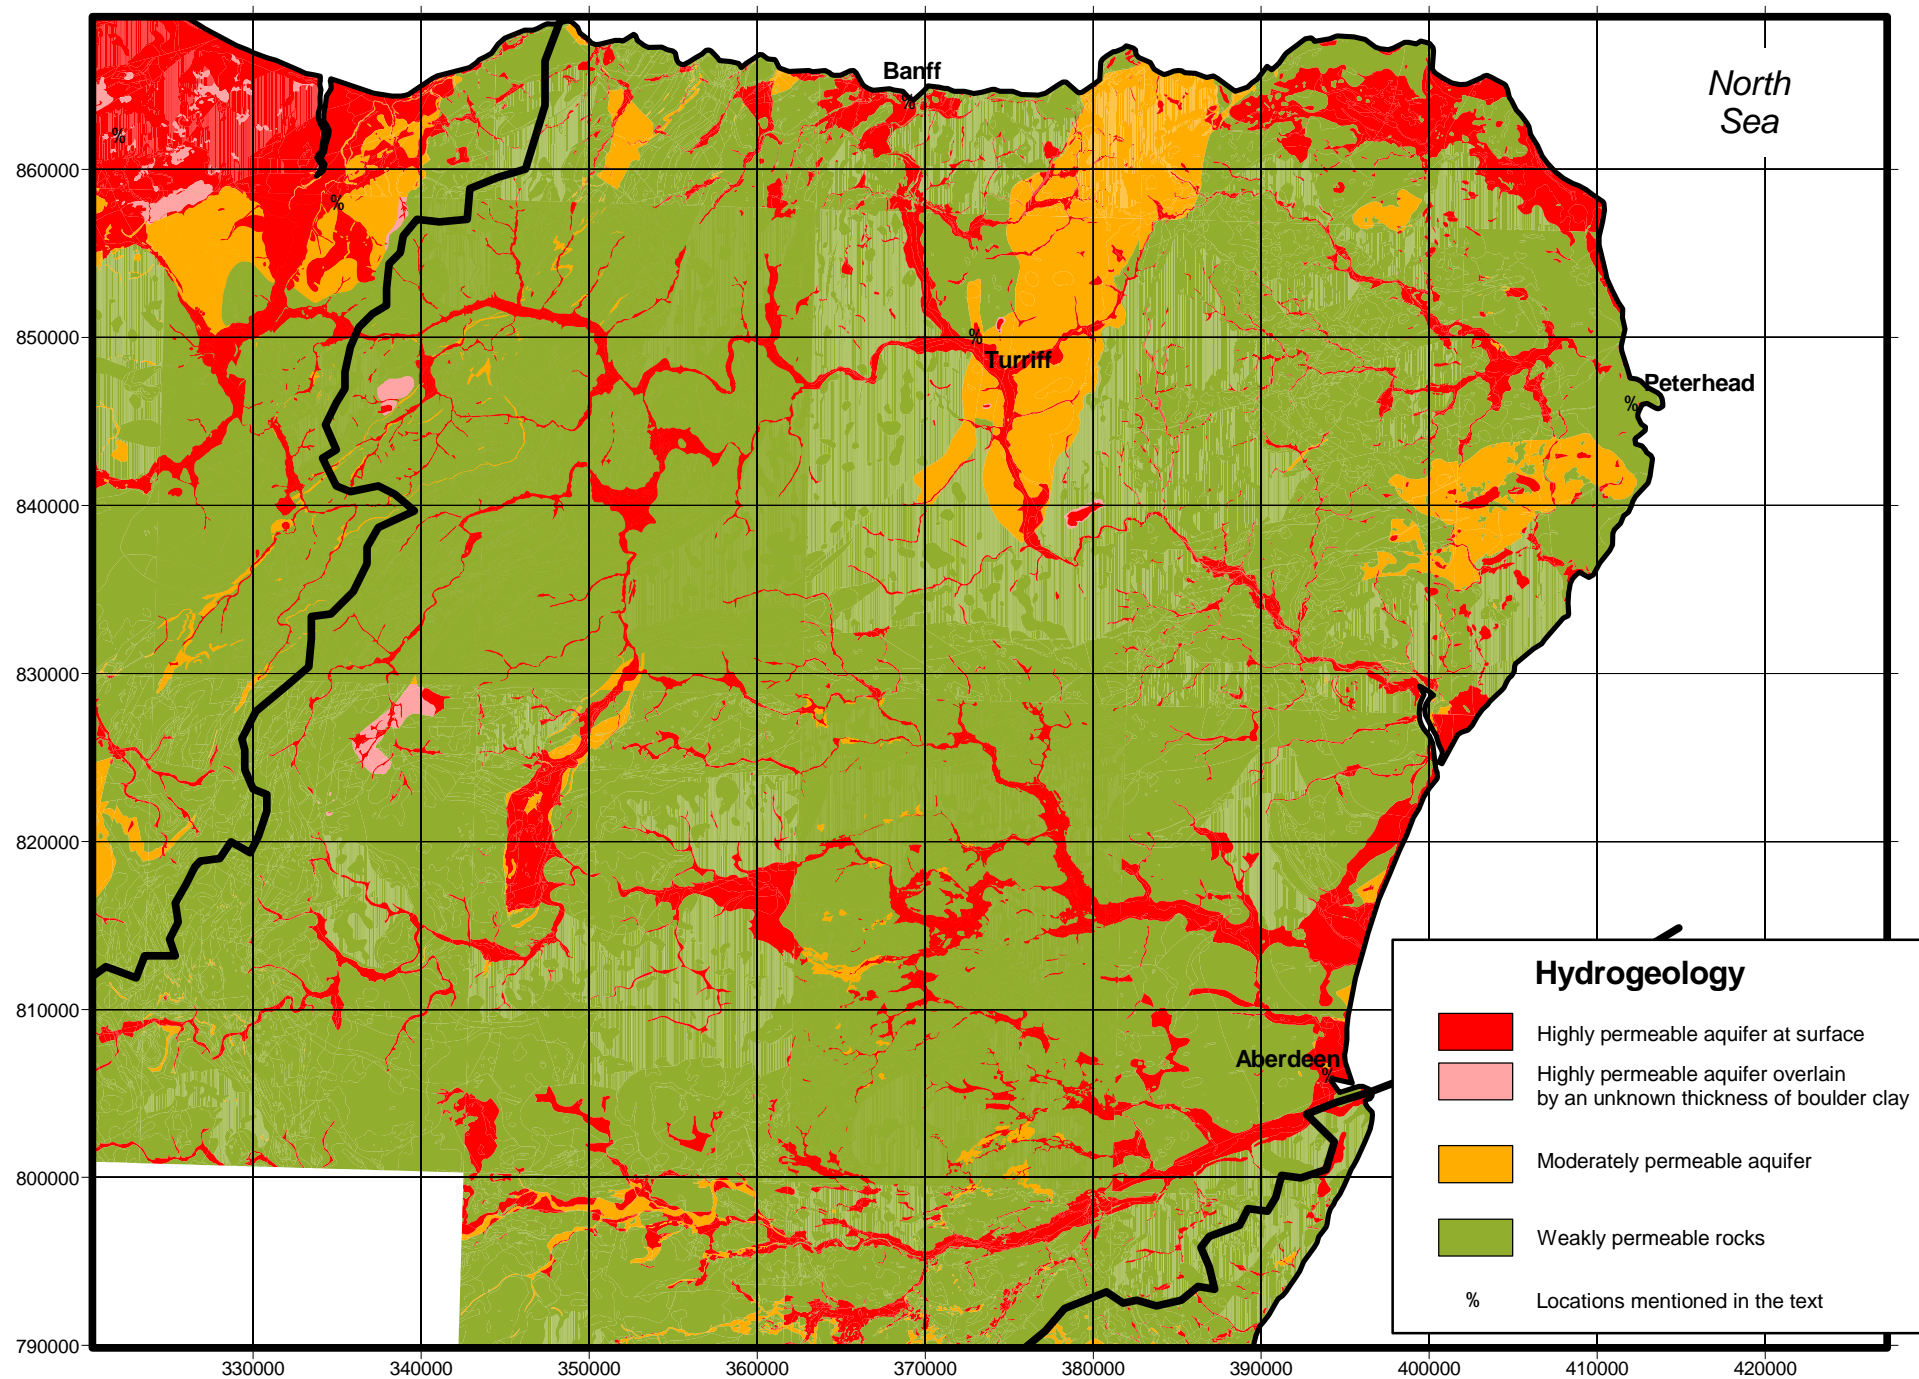 North
Sea
Banff
%
%
%
860000
850000
%
Turriff
Peterhead
%
840000
830000
820000
810000
Aberdeen
%
800000
790000
330000
340000
350000
360000
370000
380000
390000
400000
410000
420000
Hydrogeology
Highly permeable aquifer at surface
Highly permeable aquifer overlain
by an unknown thickness of boulder clay
Moderately permeable aquifer
Weakly permeable rocks
% Locations mentioned in the text